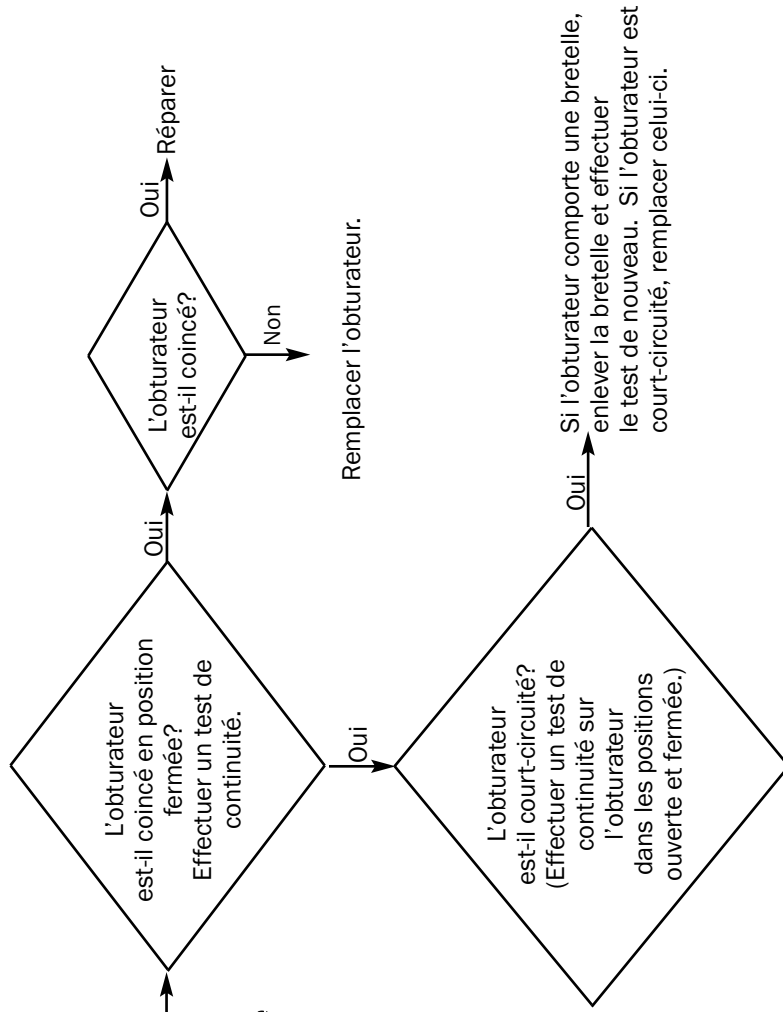 L'obturateur
est-il coincé en position
fermée?
Effectuer un test de
continuité.
Oui
L'obturateur
est-il coincé?
Oui
Réparer
Non
Remplacer l'obturateur.
Oui
L'obturateur
est-il court-circuité?
(Effectuer un test de
continuité sur
l'obturateur
dans les positions
ouverte et fermée.)
Oui
Si l'obturateur comporte une bretelle,
enlever la bretelle et effectuer
le test de nouveau. Si l'obturateur est
court-circuité, remplacer celui-ci.